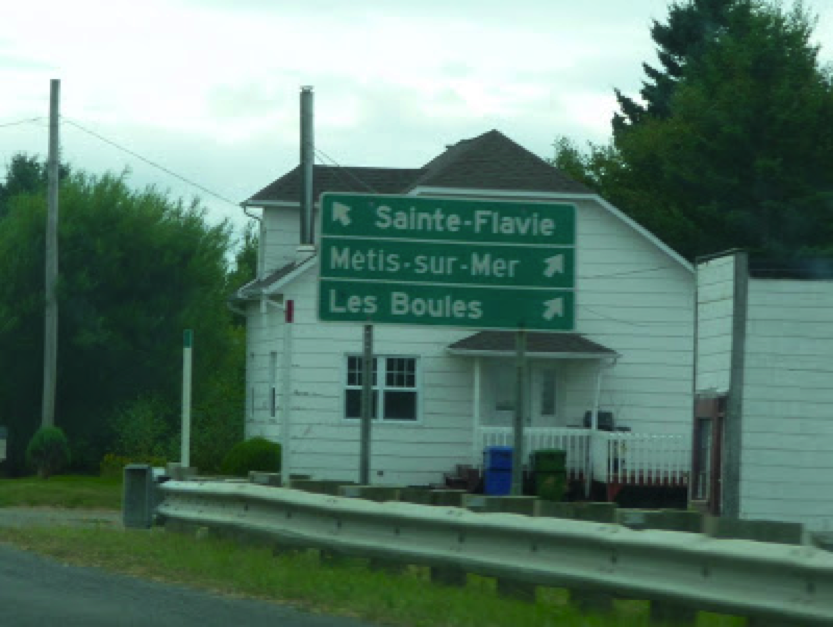 Sainte-Flavie
Métis-sur-Mer
Les Boules